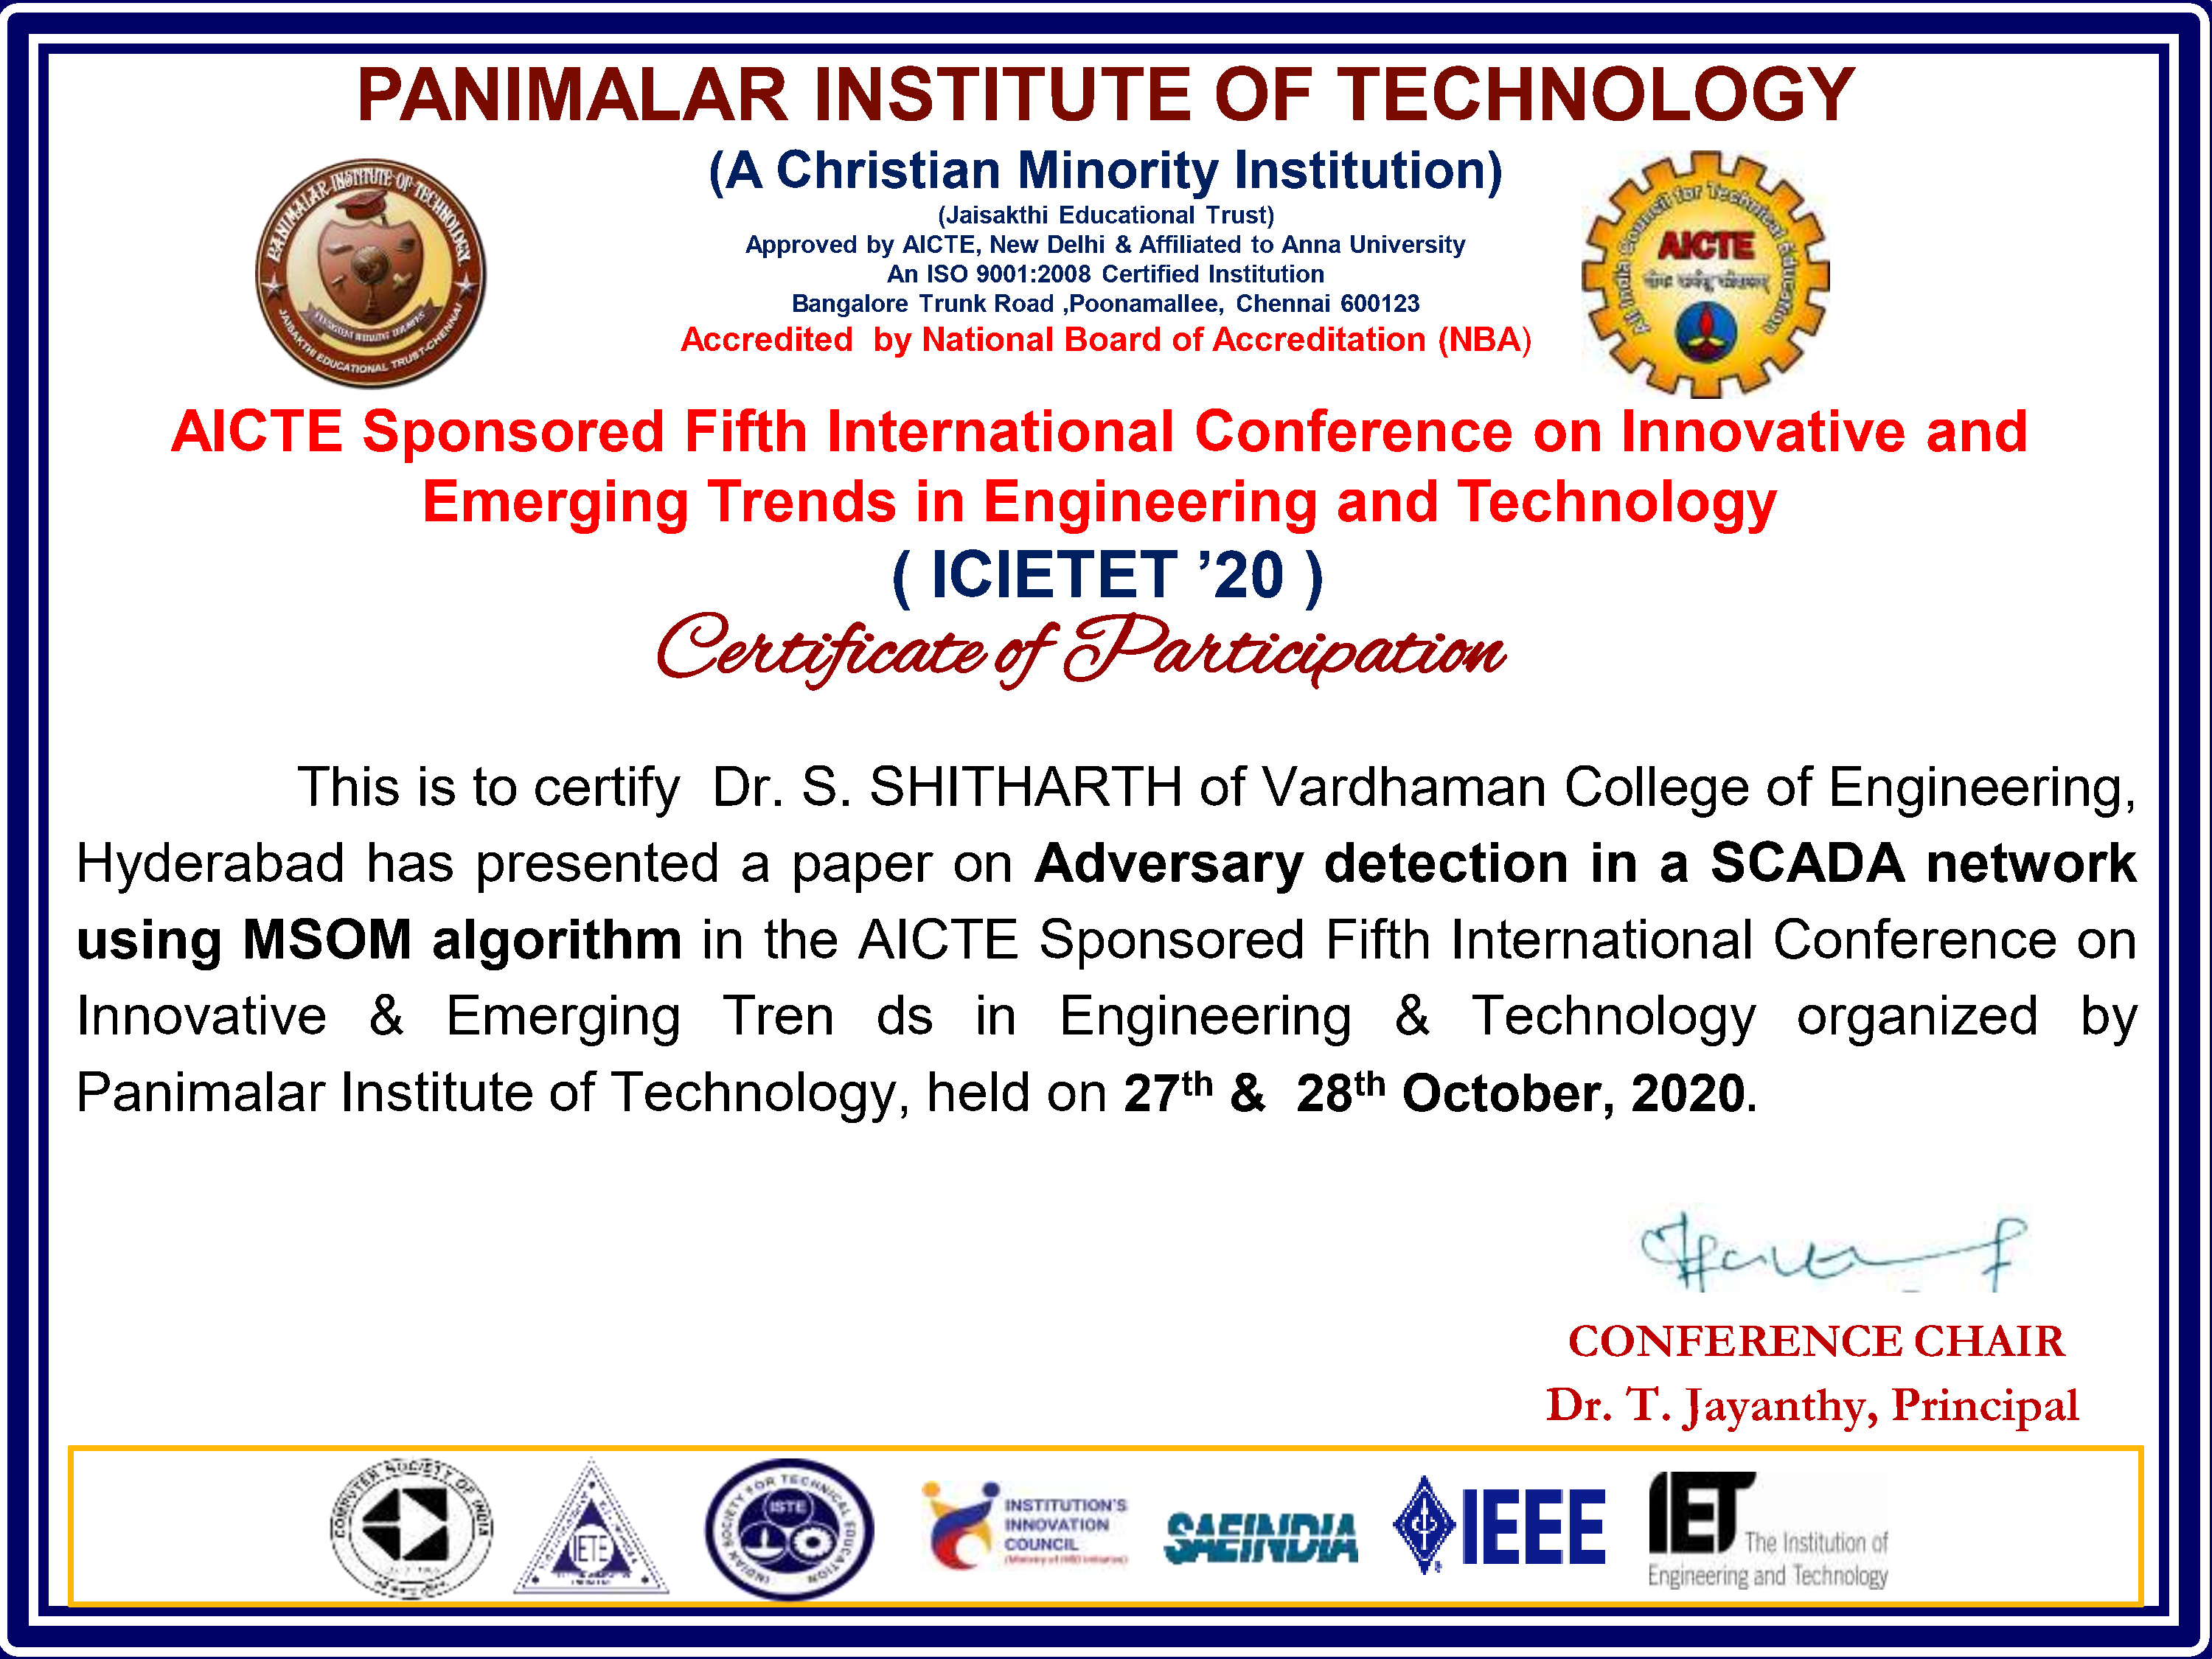 PANIMALAR INSTITUTE OF TECHNOLOGY
(A Christian Minority Institution)
(Jaisakthi Educational Trust)
Approved by AICTE, New Delhi & Affiliated to Anna University
An ISO 9001:2008 Certified Institution
Bangalore Trunk Road ,Poonamallee, Chennai 600123
Accredited by National Board of Accreditation (NBA)
PANIMALAR INSTITUTE OF TECHNOLOGY
JAISAKTHI EDUCATIONAL TRUST-CHENNAI
All India Council for Technical Education
AICTE
AICTE Sponsored Fifth International Conference on Innovative and
Emerging Trends in Engineering and Technology
( ICIETET ’20 )
Certificate of Participation
This is to certify Dr. S. SHITHARTH of Vardhaman College of Engineering,
Hyderabad has presented a paper on Adversary detection in a SCADA network
using MSOM algorithm in the AICTE Sponsored Fifth International Conference on
Innovative & Emerging Tren ds in Engineering & Technology organized by
Panimalar Institute of Technology, held on 27th & 28th October, 2020.
CONFERENCE CHAIR
Dr. T. Jayanthy, Principal
COMPUTER SOCIETY OF INDIA
IETE
INDIAN SOCIETY FOR TECHNICAL EDUCATION
ISTE
INSTITUTION'S
INNOVATION
COUNCIL
(Ministry of HRD Initiative)
SAEINDIA
IEEE
IET
The Institution of
Engineering and Technology